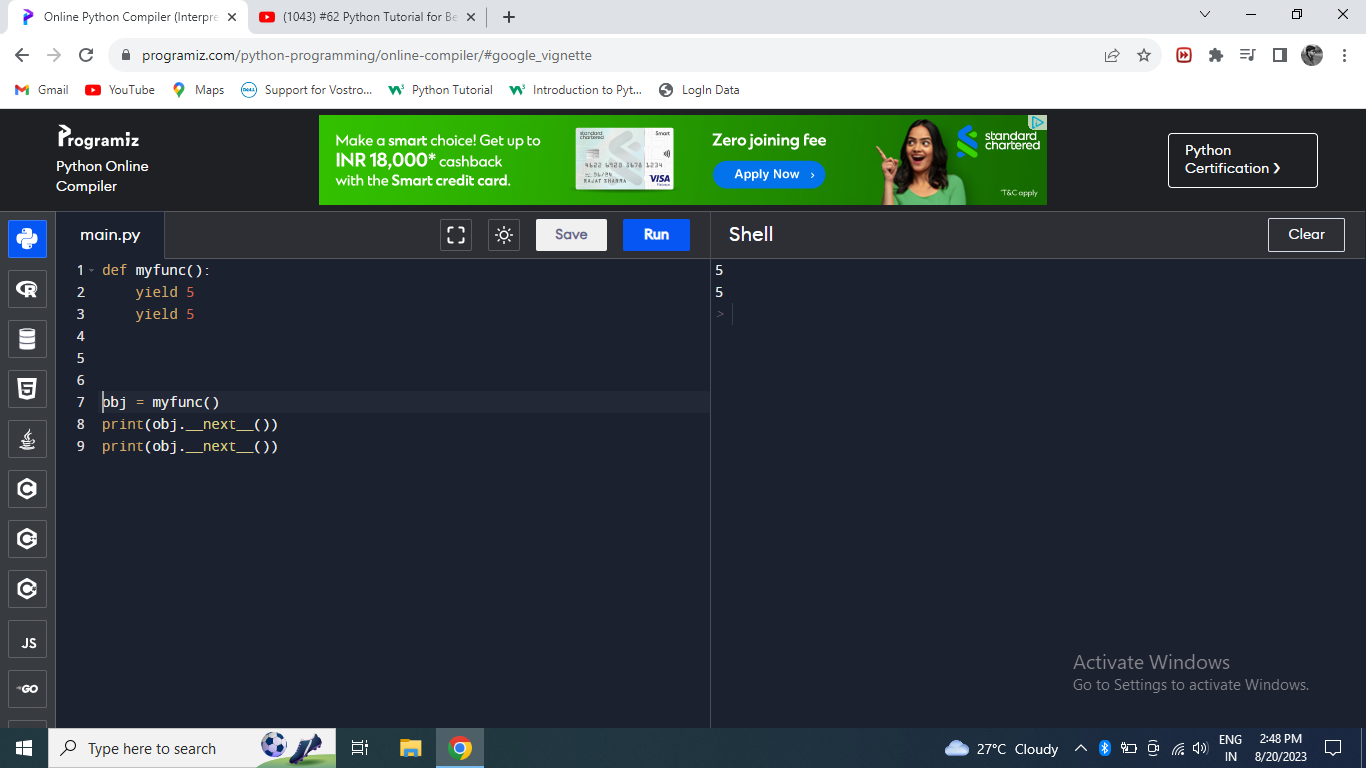 Online Python Compiler (Interpre
(1043) #62 Python Tutorial for Be
programiz.com/python-programming/online-compiler/#google_vignette
Gmail
YouTube
Maps
Support for Vostro...
Python Tutorial
Introduction to Pyt...
LogIn Data
Programiz
Python Online
Compiler
Make a smart choice! Get up to
INR 18,000* cashback
with the Smart credit card.
standard
chartered
Smart
VISA
Zero joining fee
Apply Now ›
standard
chartered
*T&C apply
Python
Certification ❯
main.py
Save
Run
Shell
Clear
1 def myfunc():
2     yield 5
3     yield 5
4
5
6
7 obj = myfunc()
8 print(obj.__next__())
9 print(obj.__next__())
5
5
>
JS
GO
Activate Windows
Go to Settings to activate Windows.
Type here to search
27°C Cloudy
ENG
IN
2:48 PM
8/20/2023